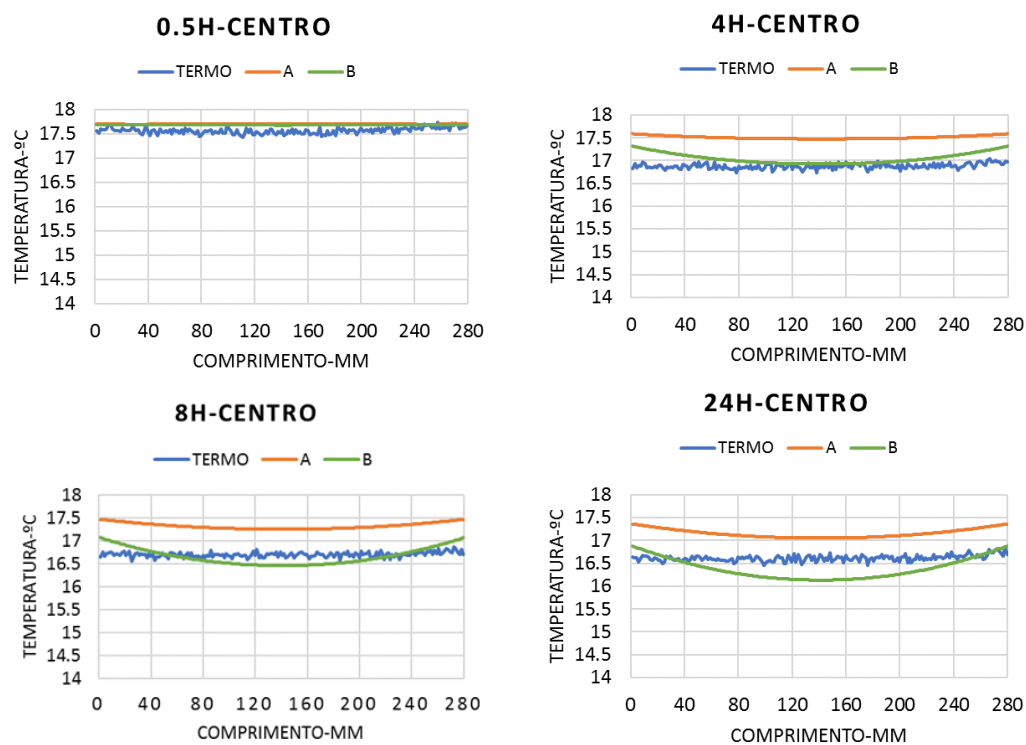 0.5H-CENTRO
TERMO A B
18
17.5
17
16.5
16
15.5
15
14.5
14
TEMPERATURA-ºC
0 40 80 120 160 200 240 280
COMPRIMENTO-MM
4H-CENTRO
TERMO A B
18
17.5
17
16.5
16
15.5
15
14.5
14
TEMPERATURA-ºC
0 40 80 120 160 200 240 280
COMPRIMENTO-MM
8H-CENTRO
TERMO A B
18
17.5
17
16.5
16
15.5
15
14.5
14
TEMPERATURA-ºC
0 40 80 120 160 200 240 280
COMPRIMENTO-MM
24H-CENTRO
TERMO A B
18
17.5
17
16.5
16
15.5
15
14.5
14
TEMPERATURA-ºC
0 40 80 120 160 200 240 280
COMPRIMENTO-MM